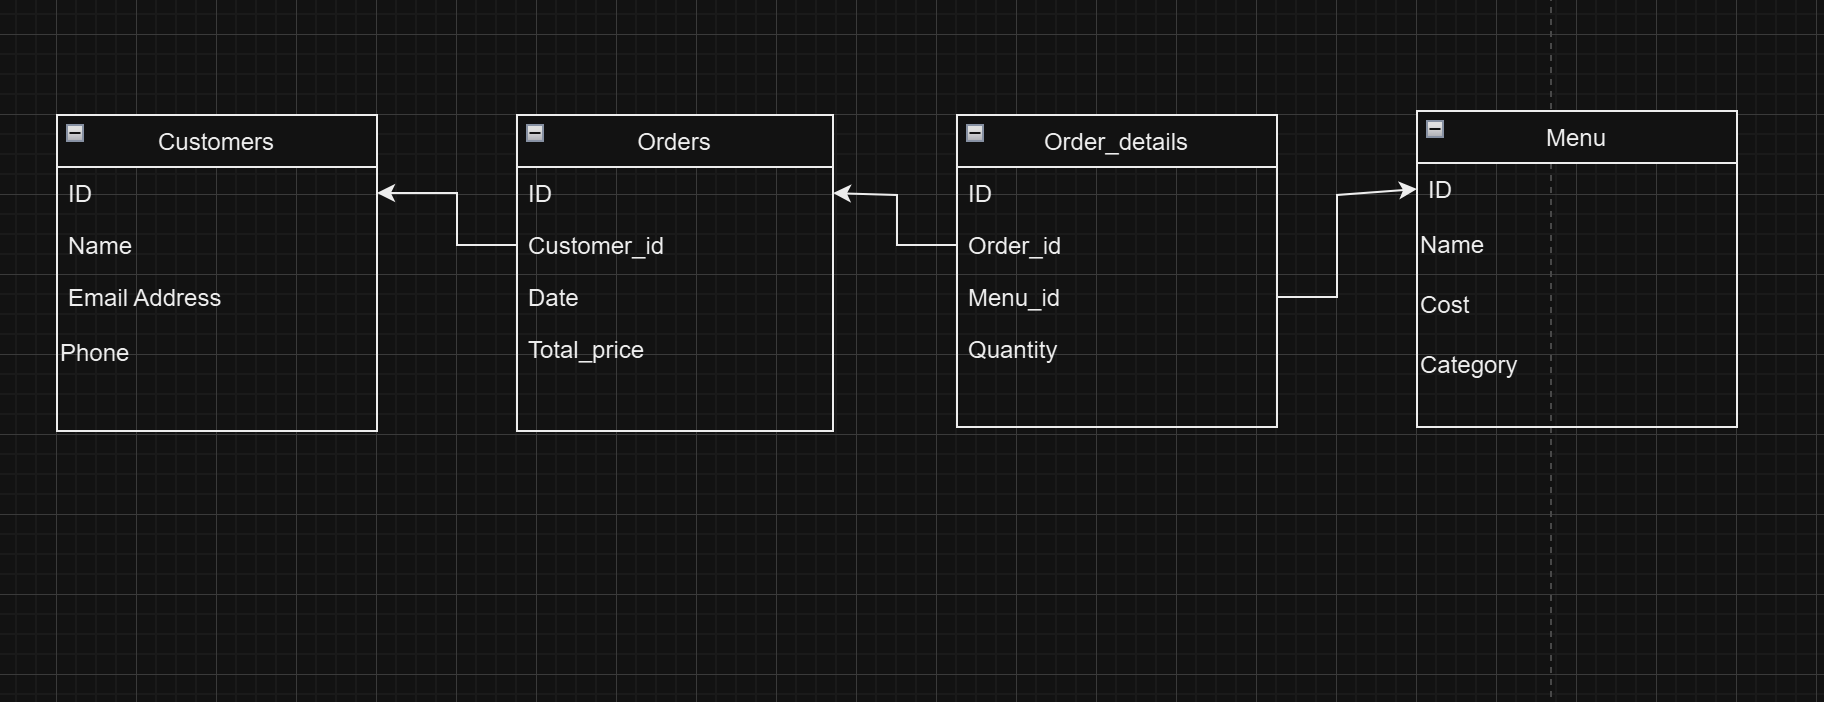 Customers
ID
Name
Email Address
Phone
Orders
ID
Customer_id
Date
Total_price
Order_details
ID
Order_id
Menu_id
Quantity
Menu
ID
Name
Cost
Category